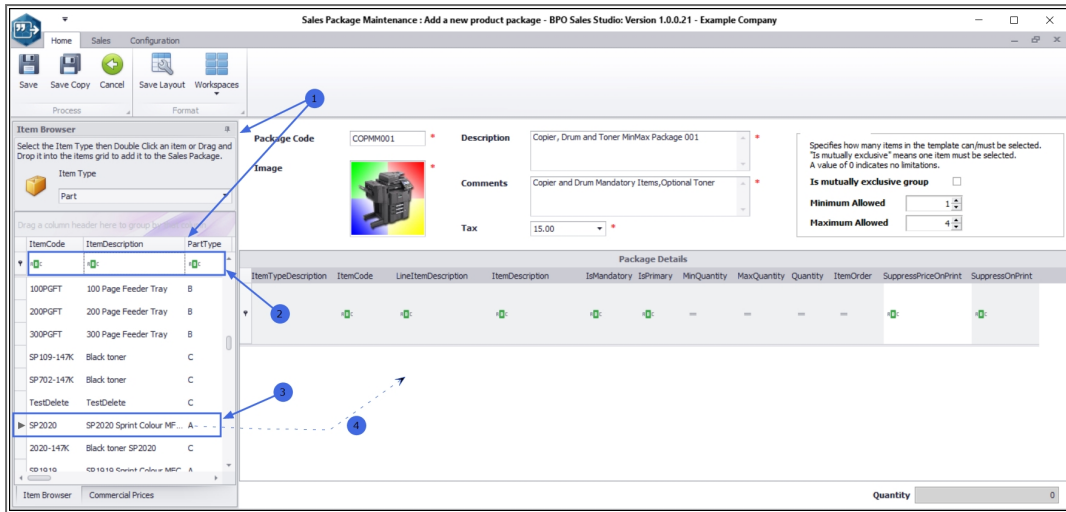 Sales Package Maintenance : Add a new product package - BPO Sales Studio: Version 1.0.0.21 - Example Company
Home Sales Configuration
Save Save Copy Cancel Save Layout Workspaces
Process Format
1
Item Browser
Select the Item Type then Double Click an item or Drag and
Drop it into the items grid to add it to the Sales Package.
Item Type
Part
Drag a column header here to group by
ItemCode ItemDescription PartType
100PGFT 100 Page Feeder Tray B
200PGFT 200 Page Feeder Tray B
300PGFT 300 Page Feeder Tray B
SP109-147K Black toner C
SP702-147K Black toner C
TestDelete TestDelete C
SP2020 SP2020 Sprint Colour MF... A
2020-147K Black toner SP2020 C
SP1919 SP1919 Sprint Colour MFC A
Item Browser Commercial Prices
Package Code COPMM001 *
Image *
Description Copier, Drum and Toner MinMax Package 001 *
Comments Copier and Drum Mandatory Items,Optional Toner *
Tax 15.00 *
Specifies how many items in the template can/must be selected.
"Is mutually exclusive" means one item must be selected.
A value of 0 indicates no limitations.
Is mutually exclusive group
Minimum Allowed 1
Maximum Allowed 4
Package Details
ItemTypeDescription ItemCode LineItemDescription ItemDescription IsMandatory IsPrimary MinQuantity MaxQuantity Quantity ItemOrder SuppressPriceOnPrint SuppressOnPrint
= = = =
2
3
4
Quantity 0